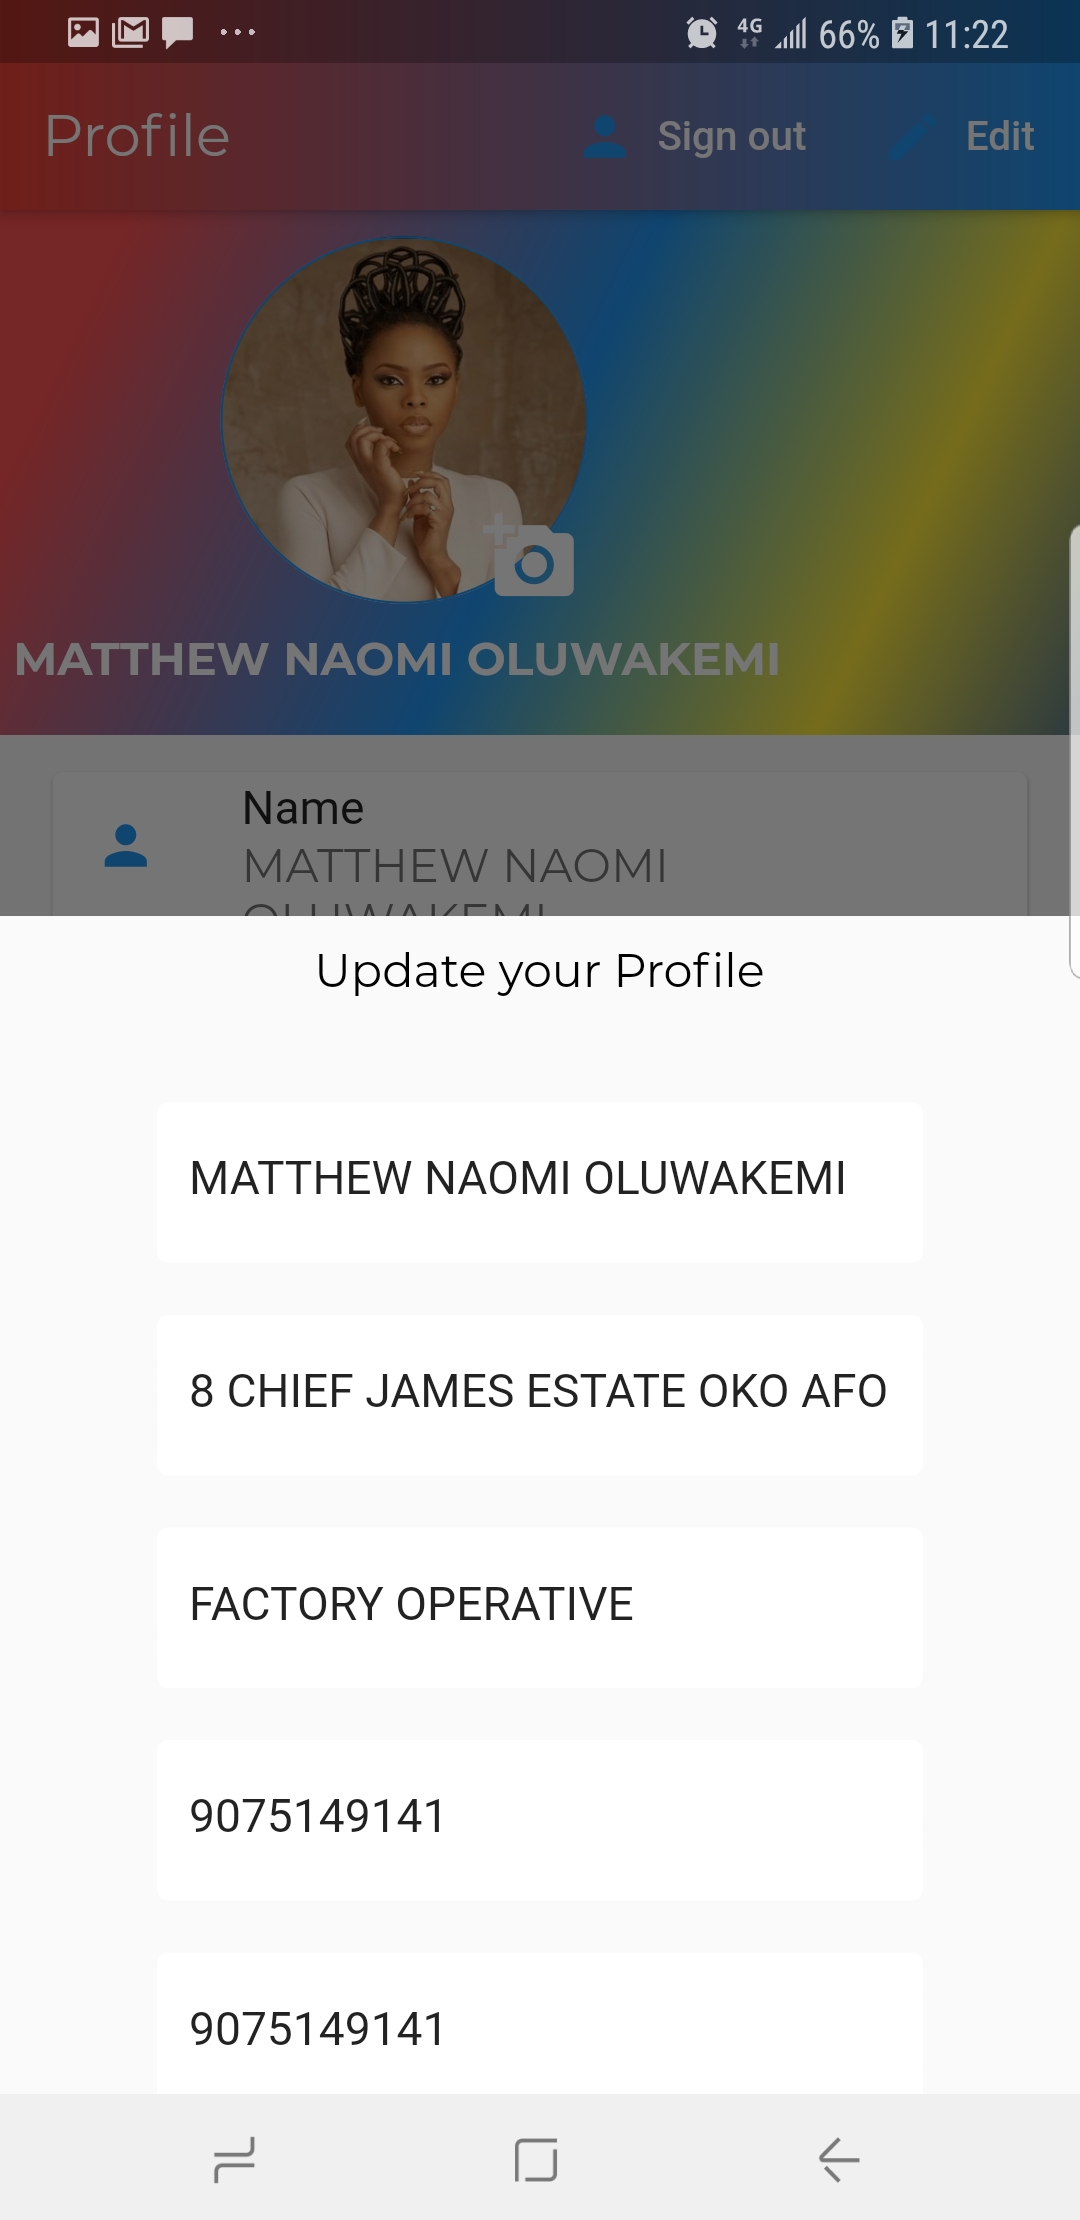 4G 66% 11:22
Profile Sign out Edit
MATTHEW NAOMI OLUWAKEMI
Name
MATTHEW NAOMI
OLUWAKEMI
Update your Profile
MATTHEW NAOMI OLUWAKEMI
8 CHIEF JAMES ESTATE OKO AFO
FACTORY OPERATIVE
9075149141
9075149141